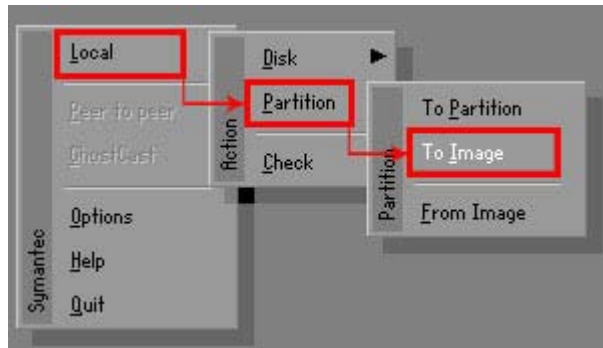 Local
Peer to peer
GhostCast
Options
Help
Quit
Symantec
Disk
Partition
Check
Action
To Partition
To Image
From Image
Partition